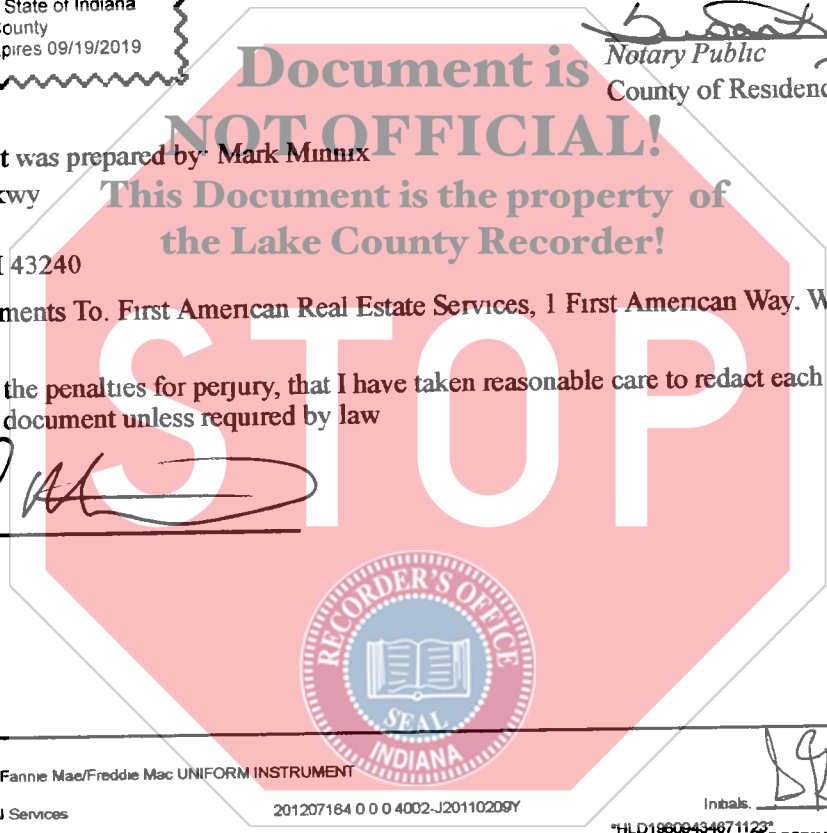 State of Indiana
County
pires 09/19/2019
Notary Public
County of Residenc
Document is
NOT OFFICIAL!
This Document is the property of
the Lake County Recorder!
t was prepared by Mark Minnix
kwy
43240
ments To. First American Real Estate Services, 1 First American Way. W
the penalties for perjury, that I have taken reasonable care to redact each
document unless required by law
STOP
RECORDER'S OFFICE
SEAL
INDIANA
Fannie Mae/Freddie Mac UNIFORM INSTRUMENT
Services
201207164 0 0 0 4002-J20110209Y
Initials.
*HLD19609434671123*